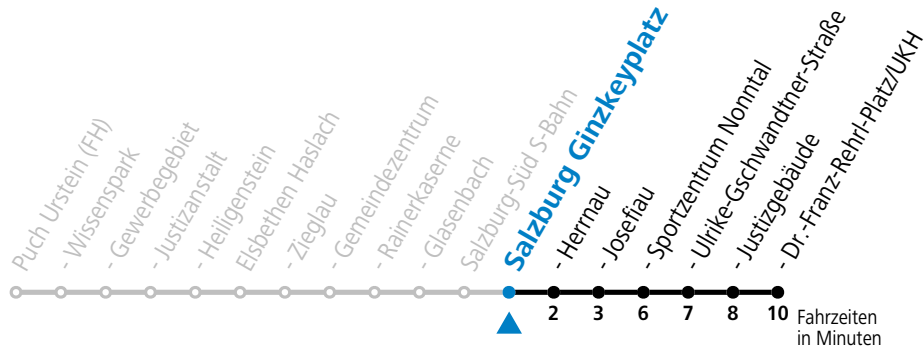 Puch Urstein (FH)
- Wissenspark
- Gewerbegebiet
- Justizanstalt
- Heiligenstein
Elsbethen Haslach
- Zieglau
- Gemeindezentrum
- Rainerkaserne
- Glasenbach
Salzburg-Süd S-Bahn
Salzburg Ginzkeyplatz
- Herrnau
- Josefiau
- Sportzentrum Nonntal
- Ulrike-Gschwandtner-Straße
- Justizgebäude
- Dr.-Franz-Rehrl-Platz/UKH
2 3 6 7 8 10
Fahrzeiten
in Minuten